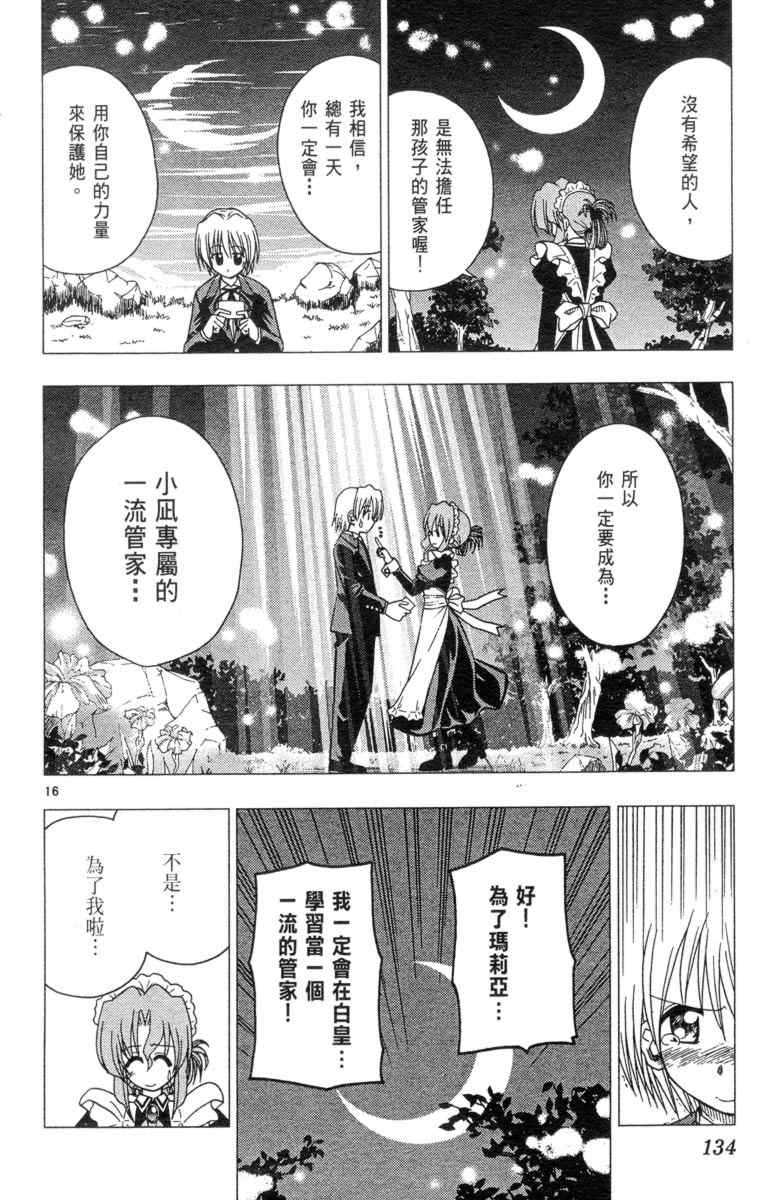 沒有希望的人，
是無法擔任
那孩子的管家喔！
我相信，
總有一天
你一定會…
用你自己的力量
來保護她。
所以
你一定要成為…
小凪專屬的
一流管家…
16
好！
為了瑪莉亞…
我一定會在白皇…
學習當一個
一流的管家！
不是…
為了我啦…
134